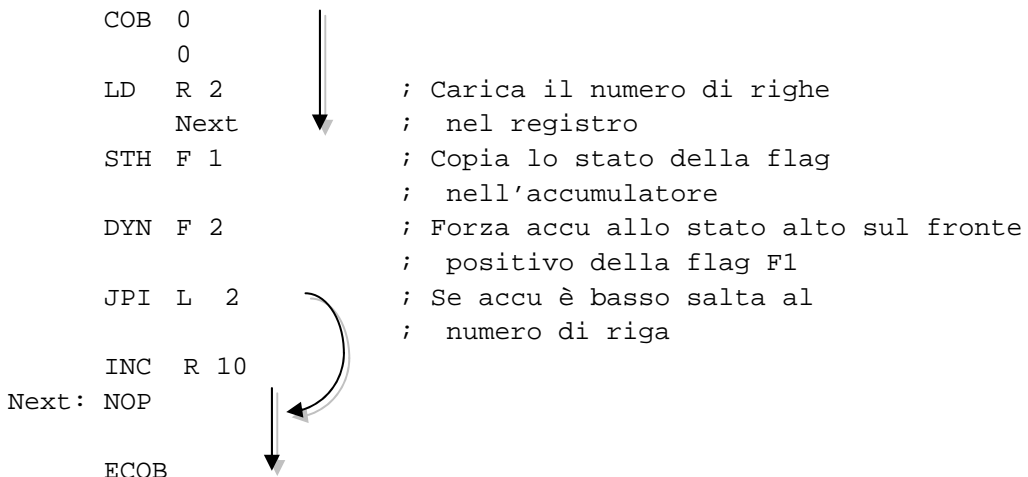 COB 0
0
LD R 2 ; Carica il numero di righe
Next ; nel registro
STH F 1 ; Copia lo stato della flag
; nell'accumulatore
DYN F 2 ; Forza accu allo stato alto sul fronte
; positivo della flag F1
JPI L 2 ; Se accu è basso salta al
; numero di riga
INC R 10
Next: NOP
ECOB